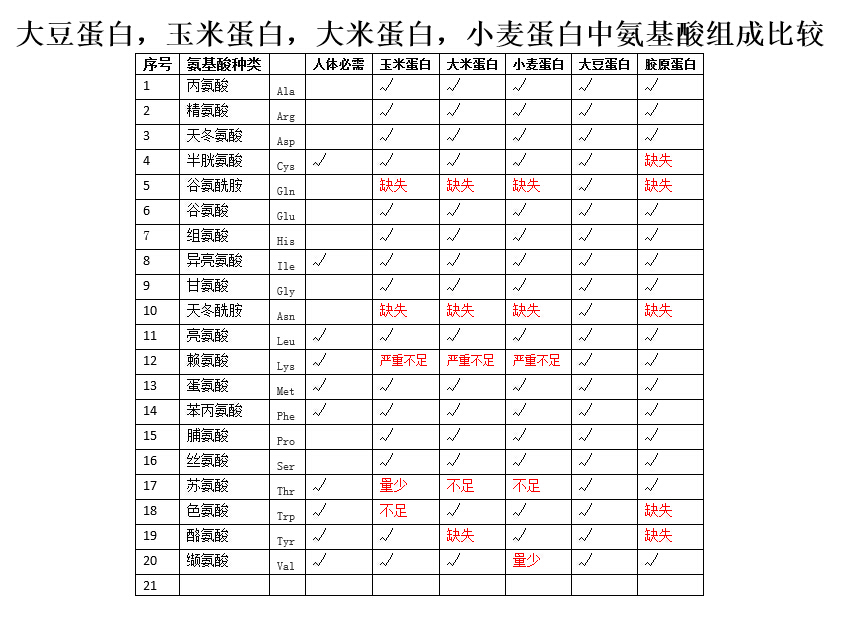 大豆蛋白，玉米蛋白，大米蛋白，小麦蛋白中氨基酸组成比较
序号 氨基酸种类 人体必需 玉米蛋白 大米蛋白 小麦蛋白 大豆蛋白 胶原蛋白
1 丙氨酸 Ala √ √ √ √ √
2 精氨酸 Arg √ √ √ √ √
3 天冬氨酸 Asp √ √ √ √ √
4 半胱氨酸 Cys √ √ √ √ √ 缺失
5 谷氨酰胺 Gln 缺失 缺失 缺失 √ 缺失
6 谷氨酸 Glu √ √ √ √ √
7 组氨酸 His √ √ √ √ √
8 异亮氨酸 Ile √ √ √ √ √ √
9 甘氨酸 Gly √ √ √ √ √
10 天冬酰胺 Asn 缺失 缺失 缺失 √ 缺失
11 亮氨酸 Leu √ √ √ √ √ √
12 赖氨酸 Lys √ 严重不足 严重不足 严重不足 √ √
13 蛋氨酸 Met √ √ √ √ √ √
14 苯丙氨酸 Phe √ √ √ √ √ √
15 脯氨酸 Pro √ √ √ √ √
16 丝氨酸 Ser √ √ √ √ √
17 苏氨酸 Thr √ 量少 不足 不足 √ √
18 色氨酸 Trp √ 不足 √ √ √ 缺失
19 酪氨酸 Tyr √ √ 缺失 √ √ 缺失
20 缬氨酸 Val √ √ √ 量少 √ √
21